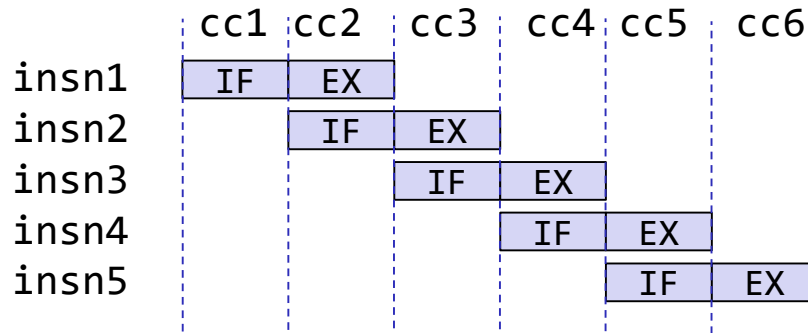 cc1 cc2 cc3 cc4 cc5 cc6
insn1 IF EX
insn2 IF EX
insn3 IF EX
insn4 IF EX
insn5 IF EX